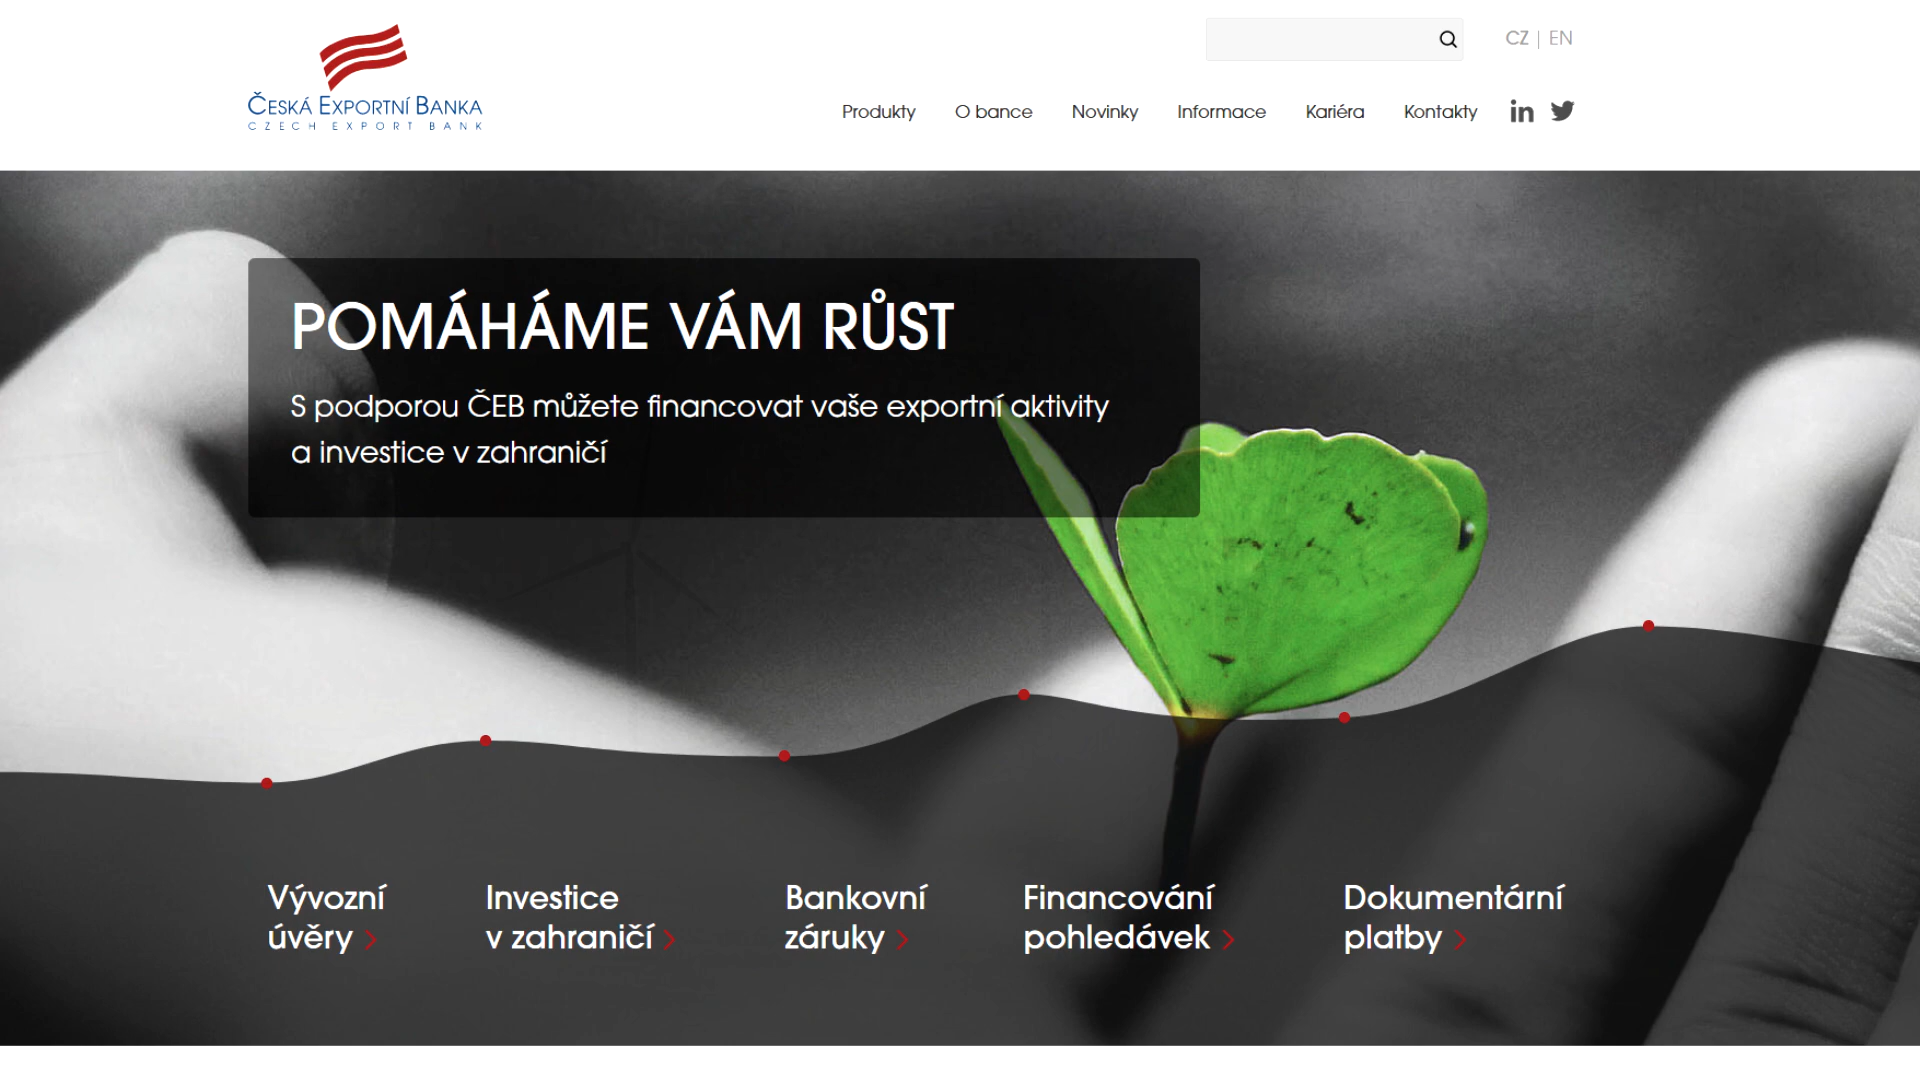 ČESKÁ EXPORTNÍ BANKA
CZECH EXPORT BANK
CZ | EN
Produkty O bance Novinky Informace Kariéra Kontakty
POMÁHÁME VÁM RŮST
S podporou ČEB můžete financovat vaše exportní aktivity
a investice v zahraničí
Vývozní
úvěry
Investice
v zahraničí
Bankovní
záruky
Financování
pohledávek
Dokumentární
platby